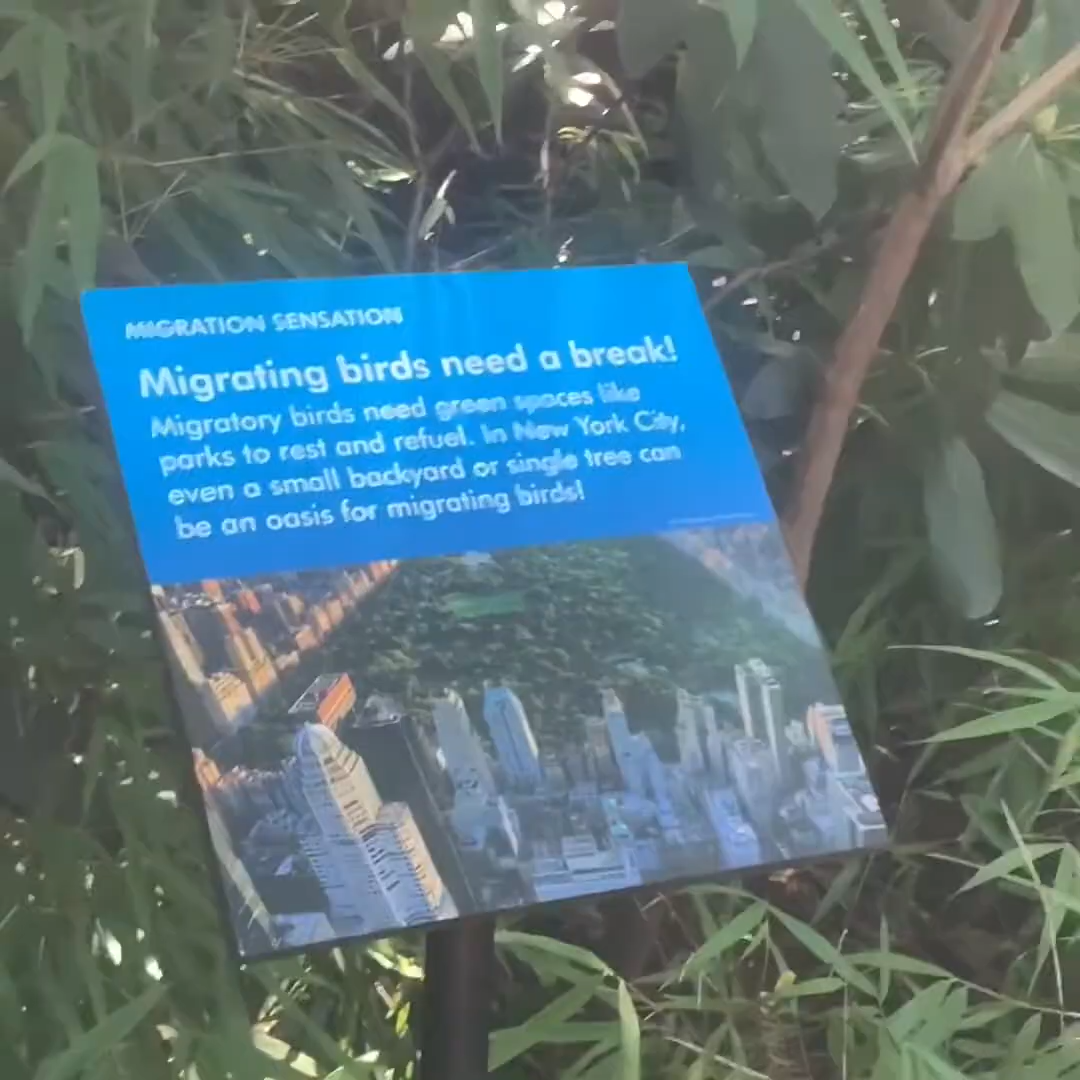 MIGRATION SENSATION
Migrating birds need a break!
Migratory birds need green spaces like
parks to rest and refuel. In New York City,
even a small backyard or single tree can
be an oasis for migrating birds!